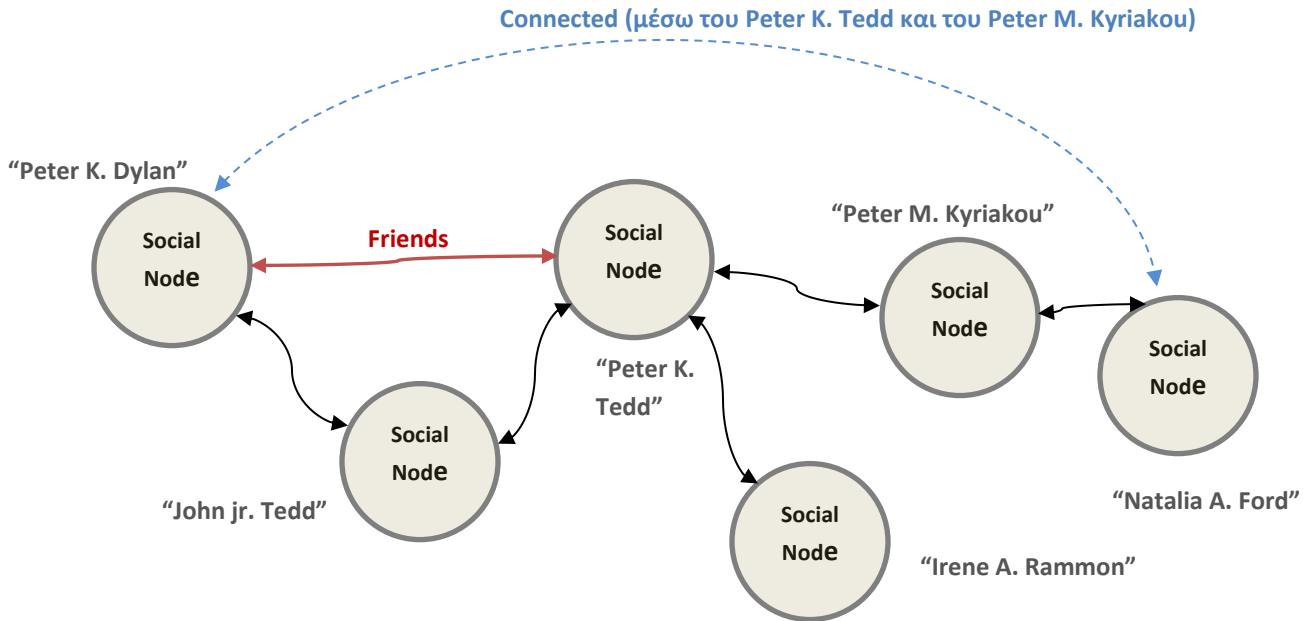 Connected (μέσω του Peter K. Tedd και του Peter M. Kyriakou)
“Peter K. Dylan”
Social
Node
Friends
Social
Node
“Peter M. Kyriakou”
Social
Node
Social
Node
“Peter K.
Tedd”
Social
Node
“John jr. Tedd”
Social
Node
“Natalia A. Ford”
“Irene A. Rammon”